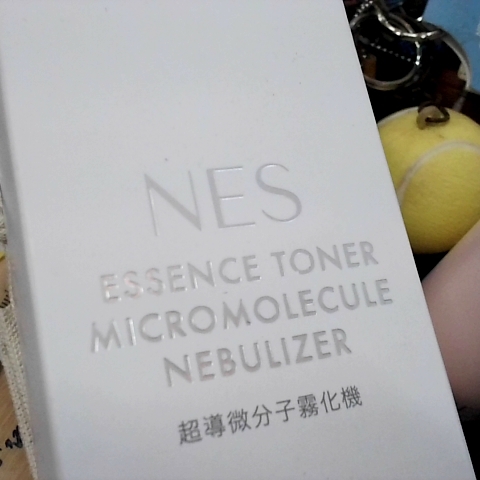 NES
ESSENCE TONER
MICROMOLECULE
NEBULIZER
超導微分子霧化機